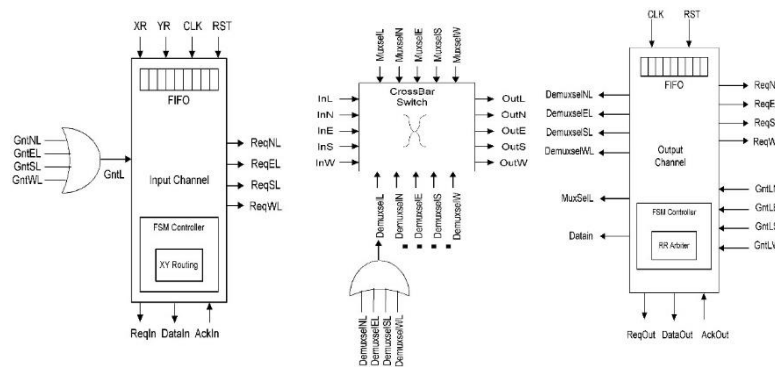 XR YR CLK RST
FIFO
GntNL
GntEL
GntSL
GntWL
GntL
Input Channel
ReqNL
ReqEL
ReqSL
ReqWL
FSM Controller
XY Routing
ReqIn DataIn AckIn
MuxselL
MuxselN
MuxselE
MuxselS
MuxselW
CrossBar
Switch
InL
InN
InE
InS
InW
OutL
OutN
OutE
OutS
OutW
DemuxselL
DemuxselN
DemuxselE
DemuxselS
DemuxselW
DemuxselNL
DemuxselEL
DemuxselSL
DemuxselWL
CLK RST
FIFO
DemuxselNL
DemuxselEL
DemuxselSL
DemuxselWL
Output
Channel
MuxSelL
Datain
FSM Controller
RR Arbiter
ReqOut DataOut AckOut